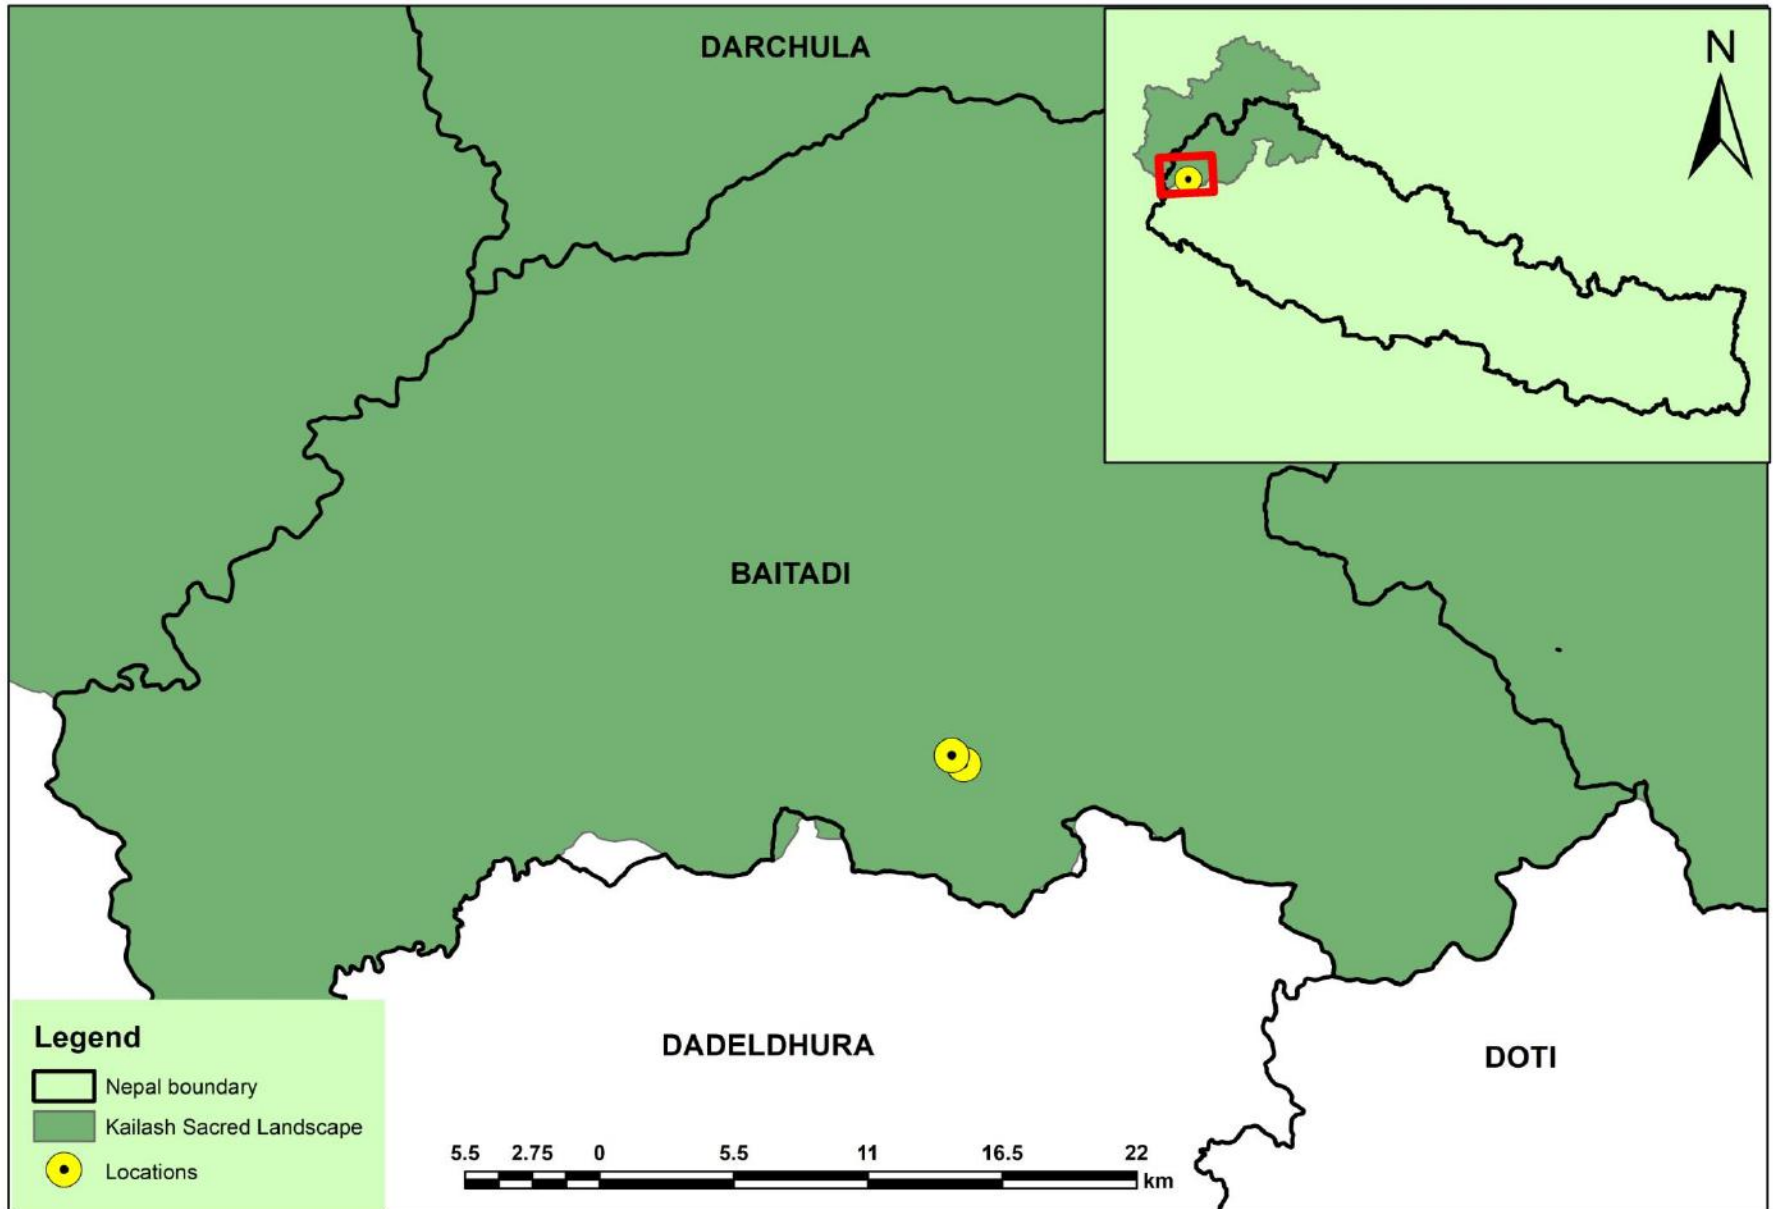 DARCHULA
N
BAITADI
DADELDHURA
DOTI
Legend
Nepal boundary
Kailash Sacred Landscape
Locations
5.5 2.75 0 5.5 11 16.5 22
km